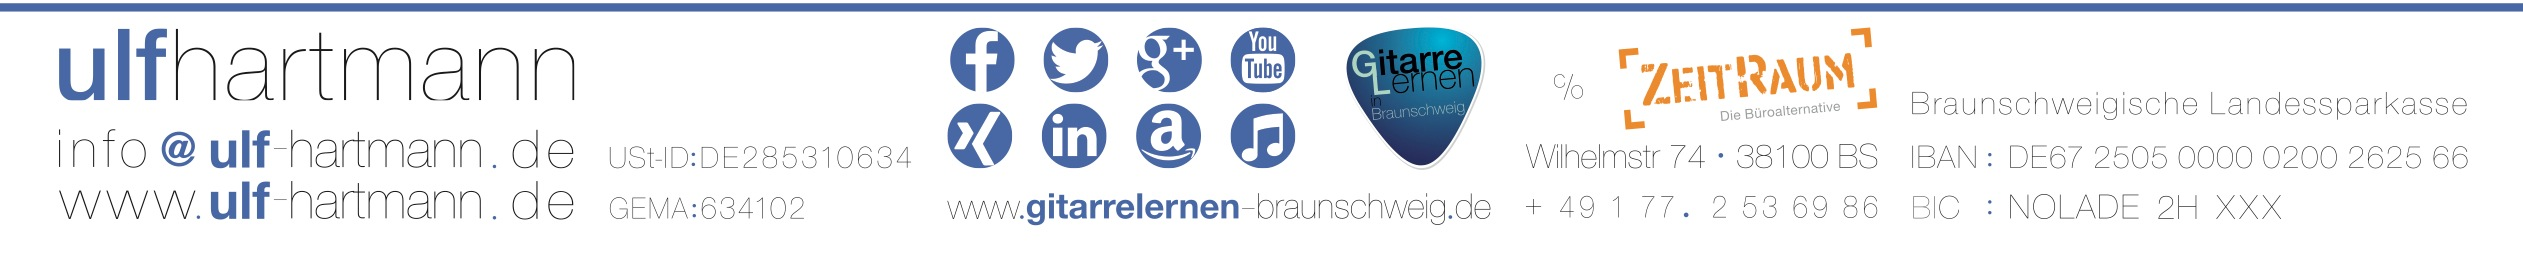 ulfhartmann
info@ulf-hartmann.de
www.ulf-hartmann.de
USt-ID:DE285310634
GEMA:634102
f g+ You
Tube
in a
Gitarre
Lernen
in
Braunschweig
www.gitarrelernen-braunschweig.de
℅ ZEITRAUM
Die Büroalternative
Wilhelmstr 74 · 38100 BS
+ 49 1 77. 2 53 69 86
Braunschweigische Landessparkasse
IBAN : DE67 2505 0000 0200 2625 66
BIC : NOLADE 2H XXX